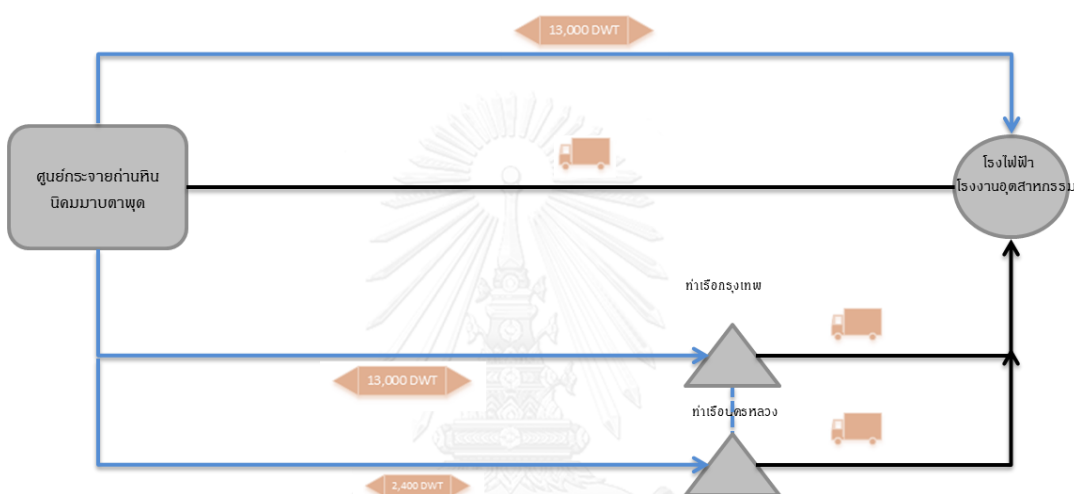 13,000 DWT
ศูนย์กระจายถ่านหิน
นิคมมาบตาพุด
โรงไฟฟ้า
โรงงานอุตสาหกรรม
ท่าเรือกรุงเทพ
13,000 DWT
ท่าเรือนครหลวง
2,400 DWT